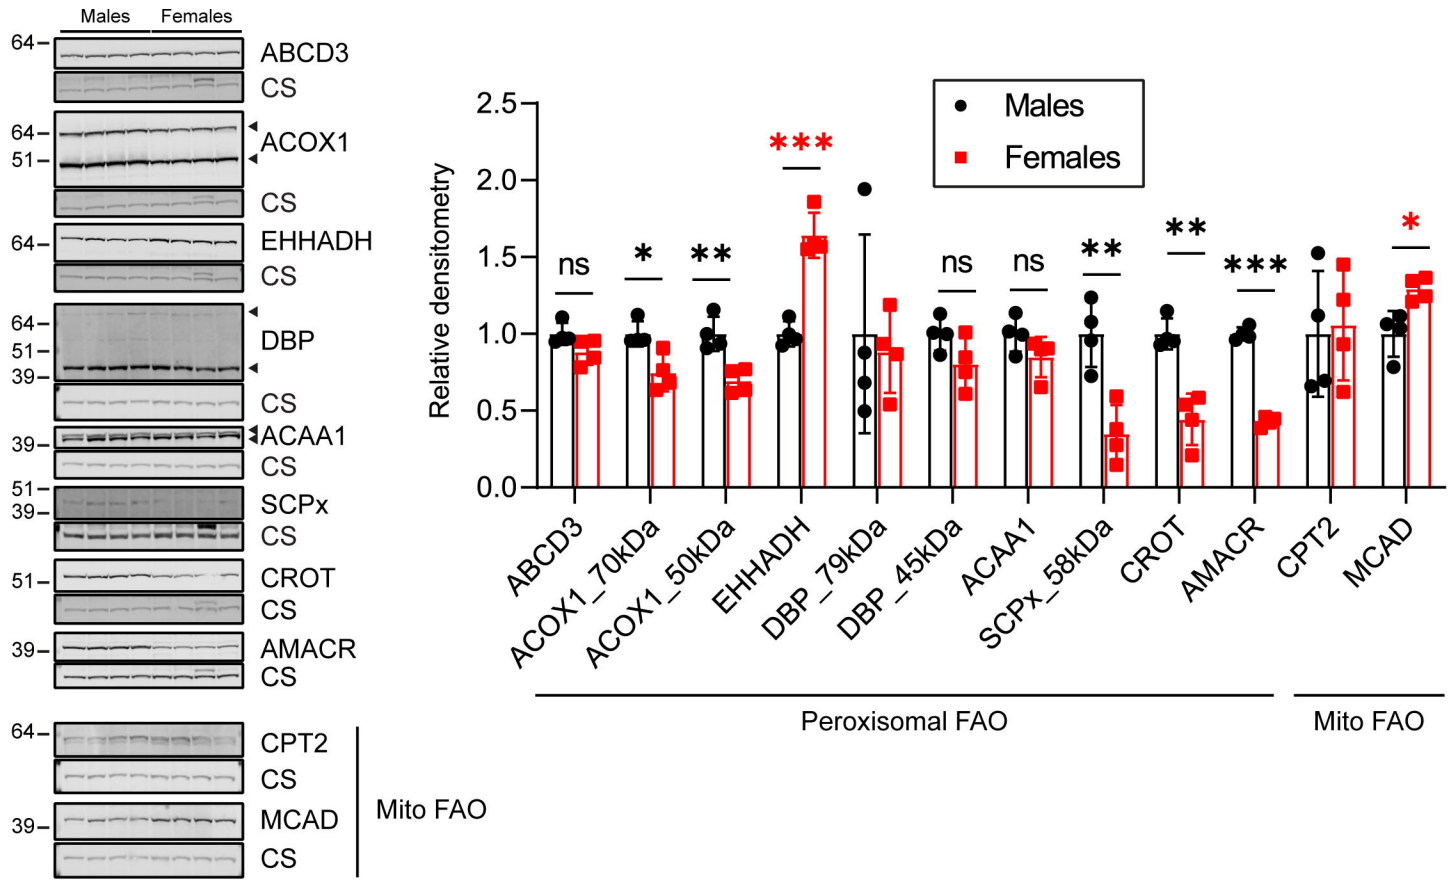 Males Females
64 ABCD3
CS
64 ACOX1
51
CS
64 EHHADH
CS
64 DBP
51
39
CS
39 ACAA1
CS
51 SCPx
39
CS
51 CROT
CS
39 AMACR
CS
64 CPT2
CS
39 MCAD
CS
Mito FAO
Relative densitometry
2.5
2.0
1.5
1.0
0.5
0.0
Males
Females
ns * ** *** ns ns ** ** *** *
ABCD3
ACOX1_70kDa
ACOX1_50kDa
EHHADH
DBP_79kDa
DBP_45kDa
ACAA1
SCPx_58kDa
CROT
AMACR
CPT2
MCAD
Peroxisomal FAO
Mito FAO